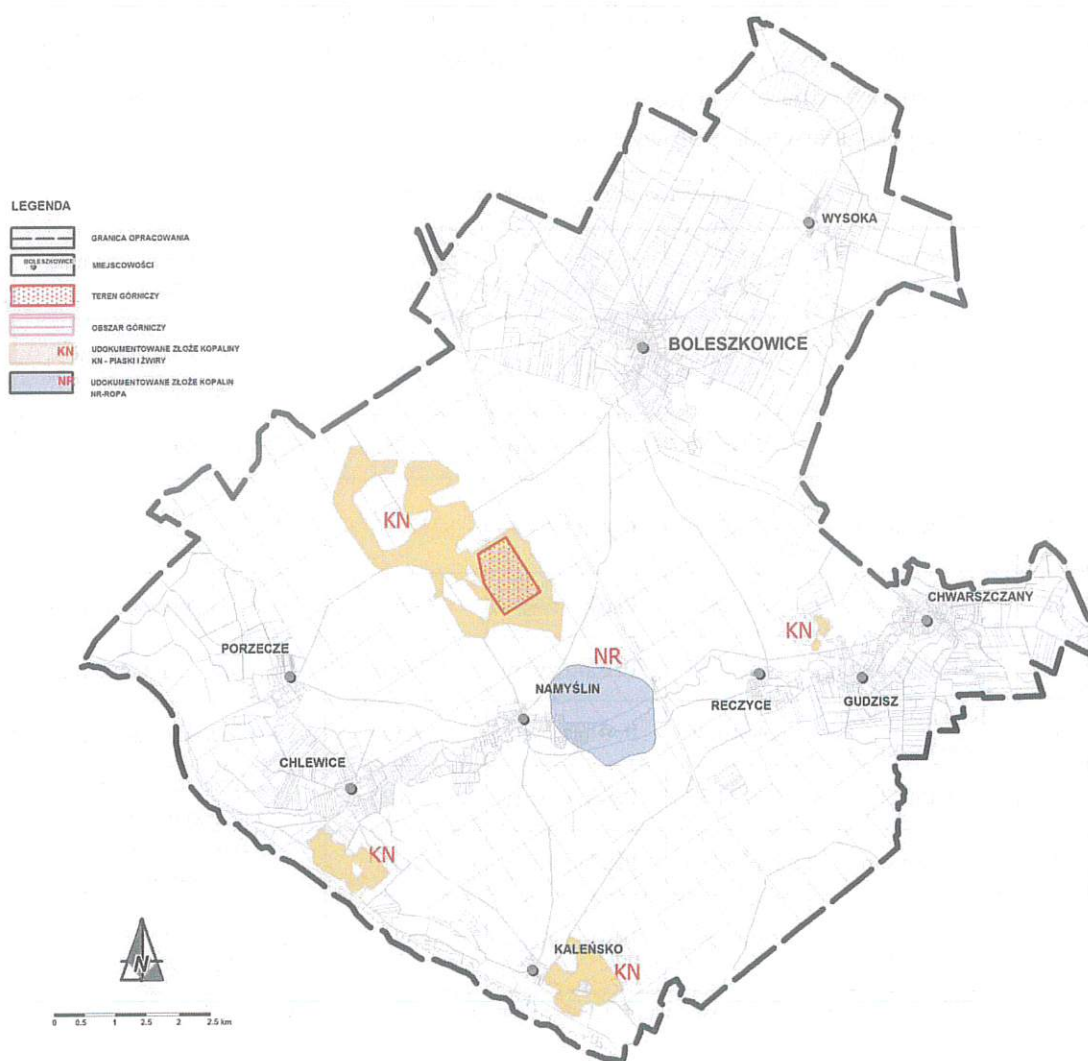 LEGENDA
GRANICA OPRACOWANIA
BOLESZKOWICE
MIEJSCOWOŚCI
TEREN GÓRNICZY
OBSZAR GÓRNICZY
KN
UDOKUMENTOWANE ZŁOŻE KOPALINY
KN - PIASKI I ŻWIRY
NR
UDOKUMENTOWANE ZŁOŻE KOPALIN
NR-ROPA
WYSOKA
BOLESZKOWICE
KN
CHWARSZCZANY
KN
PORZECZE
NR
NAMYŚLIN
RECZYCE
GUDZISZ
CHLEWICE
KN
KALEŃSKO
KN
N
0 5 1 2.5 2 2.5 km